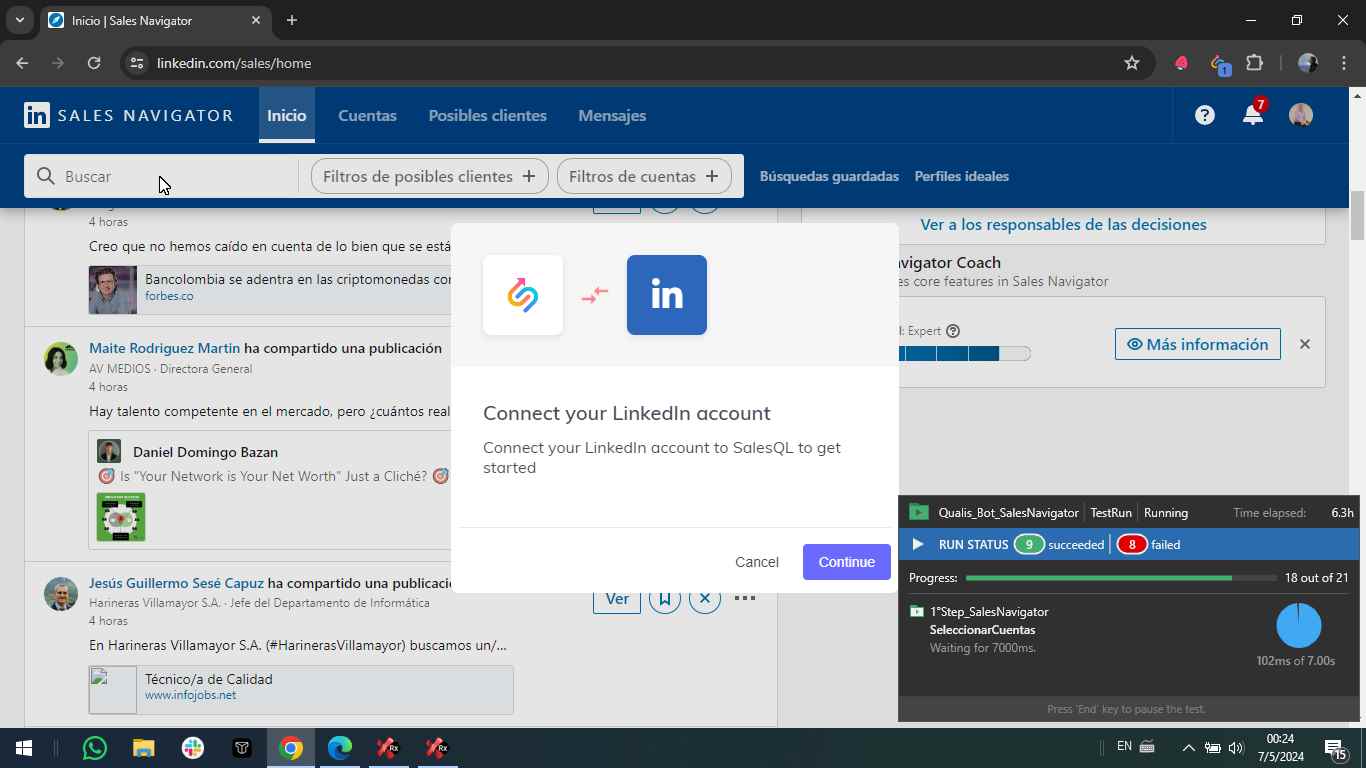 Inicio | Sales Navigator
linkedin.com/sales/home
1
in SALES NAVIGATOR
Inicio
Cuentas
Posibles clientes
Mensajes
?
7
Buscar
Filtros de posibles clientes +
Filtros de cuentas +
Búsquedas guardadas
Perfiles ideales
4 horas
Creo que no hemos caído en cuenta de lo bien que se está
Bancolombia se adentra en las criptomonedas
forbes.co
Maite Rodriguez Martin ha compartido una publicación
AV MEDIOS · Directora General
4 horas
Hay talento competente en el mercado, pero ¿cuántos
Daniel Domingo Bazan
🎯 Is "Your Network is Your Net Worth" Just a Cliché? 🎯
Jesús Guillermo Sesé Capuz ha compartido una
Harineras Villamayor S.A. · Jefe del Departamento de Informática
4 horas
En Harineras Villamayor S.A. (#HarinerasVillamayor) buscamos un/...
Técnico/a de Calidad
www.infojobs.net
Ver
Ver a los responsables de las decisiones
vigator Coach
es core features in Sales Navigator
: Expert ?
Más información
in
Connect your LinkedIn account
Connect your LinkedIn account to SalesQL to get
started
Cancel
Continue
Qualis_Bot_SalesNavigator
TestRun
Running
Time elapsed: 6.3h
RUN STATUS 9 succeeded 8 failed
Progress: 18 out of 21
1°Step_SalesNavigator
SeleccionarCuentas
Waiting for 7000ms.
102ms of 7.00s
Press 'End' key to pause the test.
Rx
Rx
EN
00:24
7/5/2024
15